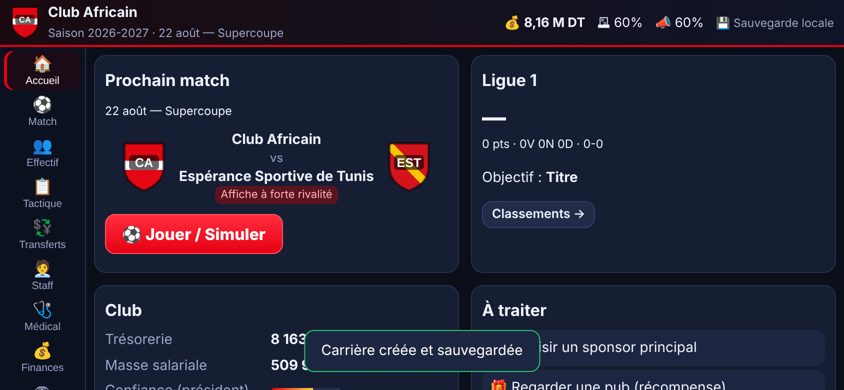 CA
Club Africain
Saison 2026-2027 · 22 août — Supercoupe
8,16 M DT 60% 60% Sauvegarde locale
Accueil
Match
Effectif
Tactique
Transferts
Staff
Médical
Finances
Prochain match
22 août — Supercoupe
CA
Club Africain
vs
Espérance Sportive de Tunis
Affiche à forte rivalité
EST
Jouer / Simuler
Ligue 1
—
0 pts · 0V 0N 0D · 0-0
Objectif : Titre
Classements →
Club
Trésorerie 8 163
Masse salariale 509
Confiance (président)
À traiter
un sponsor principal
Regarder une pub (récompense)
Carrière créée et sauvegardée